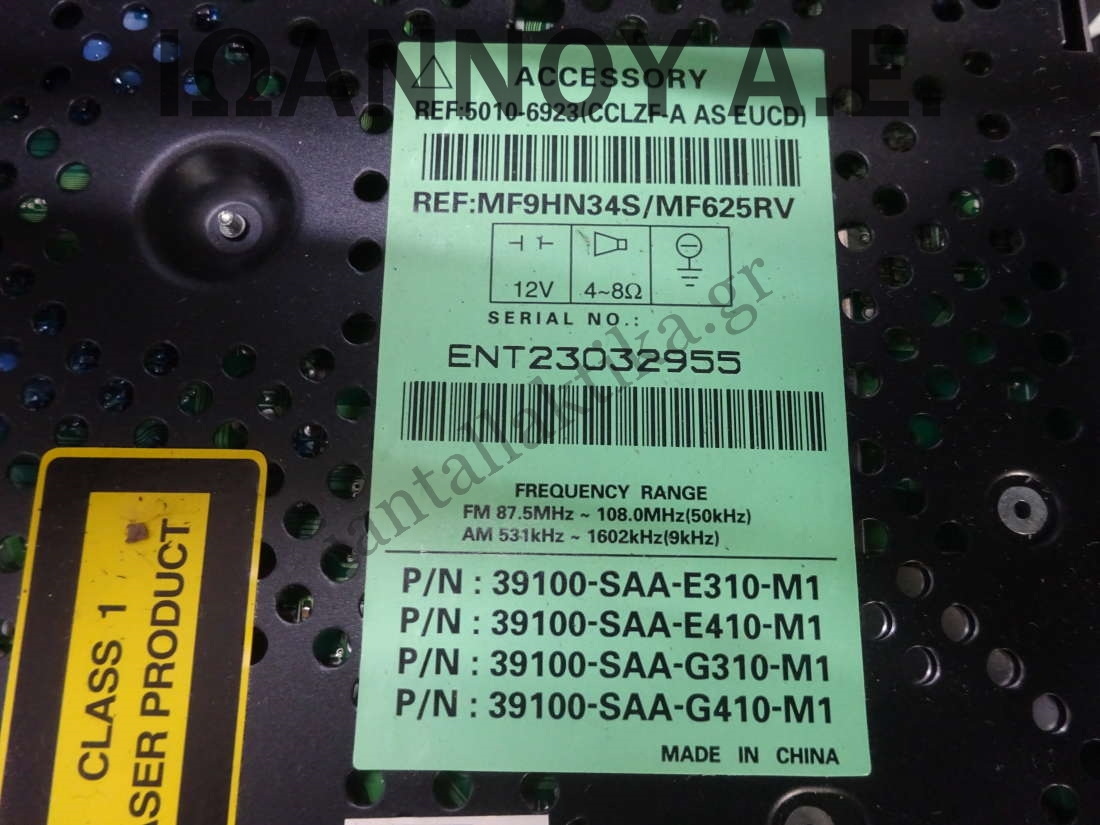 ΙΩΑΝΝΟΥ Α.Ε.
ACCESSORY
REF:5010-6923(CCLZF-A AS-EUCD)
REF:MF9HN34S/MF625RV
12V 4~8Ω
SERIAL NO.:
ENT23032955
FREQUENCY RANGE
FM 87.5MHz ~ 108.0MHz(50kHz)
AM 531kHz ~ 1602kHz(9kHz)
P/N : 39100-SAA-E310-M1
P/N : 39100-SAA-E410-M1
P/N : 39100-SAA-G310-M1
P/N : 39100-SAA-G410-M1
MADE IN CHINA
CLASS 1
PRODUCT